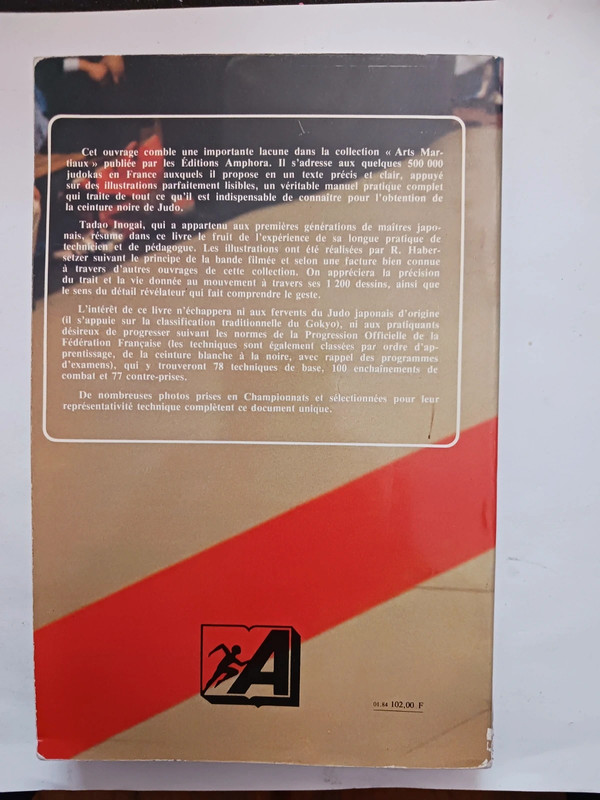 Cet ouvrage comble une importante lacune dans la collection « Arts Mar-
tiaux » publiée par les Éditions Amphora. Il s'adresse aux quelques 500 000
judokas en France auxquels il propose en un texte précis et clair, appuyé
sur des illustrations parfaitement lisibles, un véritable manuel pratique complet
qui traite de tout ce qu'il est indispensable de connaître pour l'obtention de
la ceinture noire de Judo.
Tadao Inogai, qui a appartenu aux premières générations de maîtres japo-
nais, résume dans ce livre le fruit de l'expérience de sa longue pratique de
technicien et de pédagogue. Les illustrations ont été réalisées par R. Haber-
setzer suivant le principe de la bande filmée et selon une facture bien connue
à travers d'autres ouvrages de cette collection. On appréciera la précision
du trait et la vie donnée au mouvement à travers ses 1 200 dessins, ainsi que
le sens du détail révélateur qui fait comprendre le geste.
L'intérêt de ce livre n'échappera ni aux fervents du Judo japonais d'origine
(il s'appuie sur la classification traditionnelle du Gokyo), ni aux pratiquants
désireux de progresser suivant les normes de la Progression Officielle de la
Fédération Française (les techniques sont également classées par ordre d'ap-
prentissage, de la ceinture blanche à la noire, avec rappel des programmes
d'examens), qui y trouveront 78 techniques de base, 100 enchaînements de
combat et 77 contre-prises.
De nombreuses photos prises en Championnats et sélectionnées pour leur
représentativité technique complètent ce document unique.
A
01.84 102,00 F